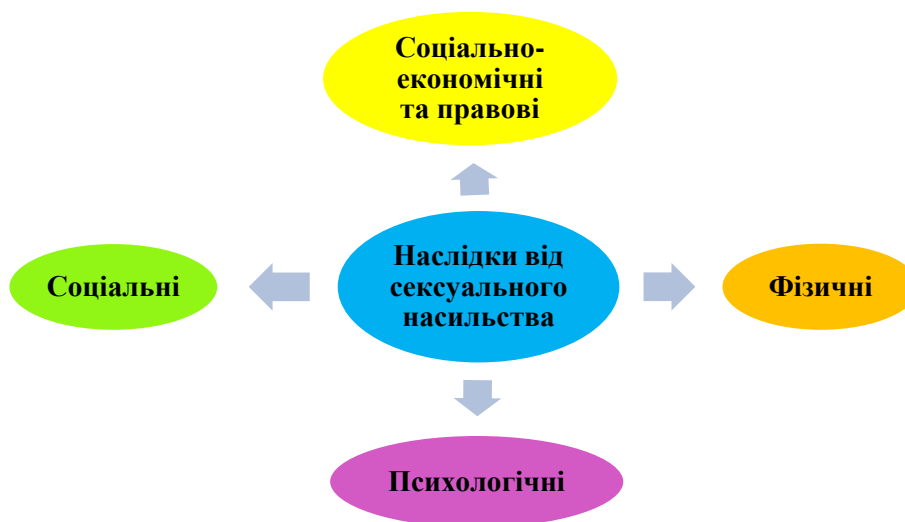 Соціально-
економічні
та правові
Соціальні
Наслідки від
сексуального
насильства
Фізичні
Психологічні